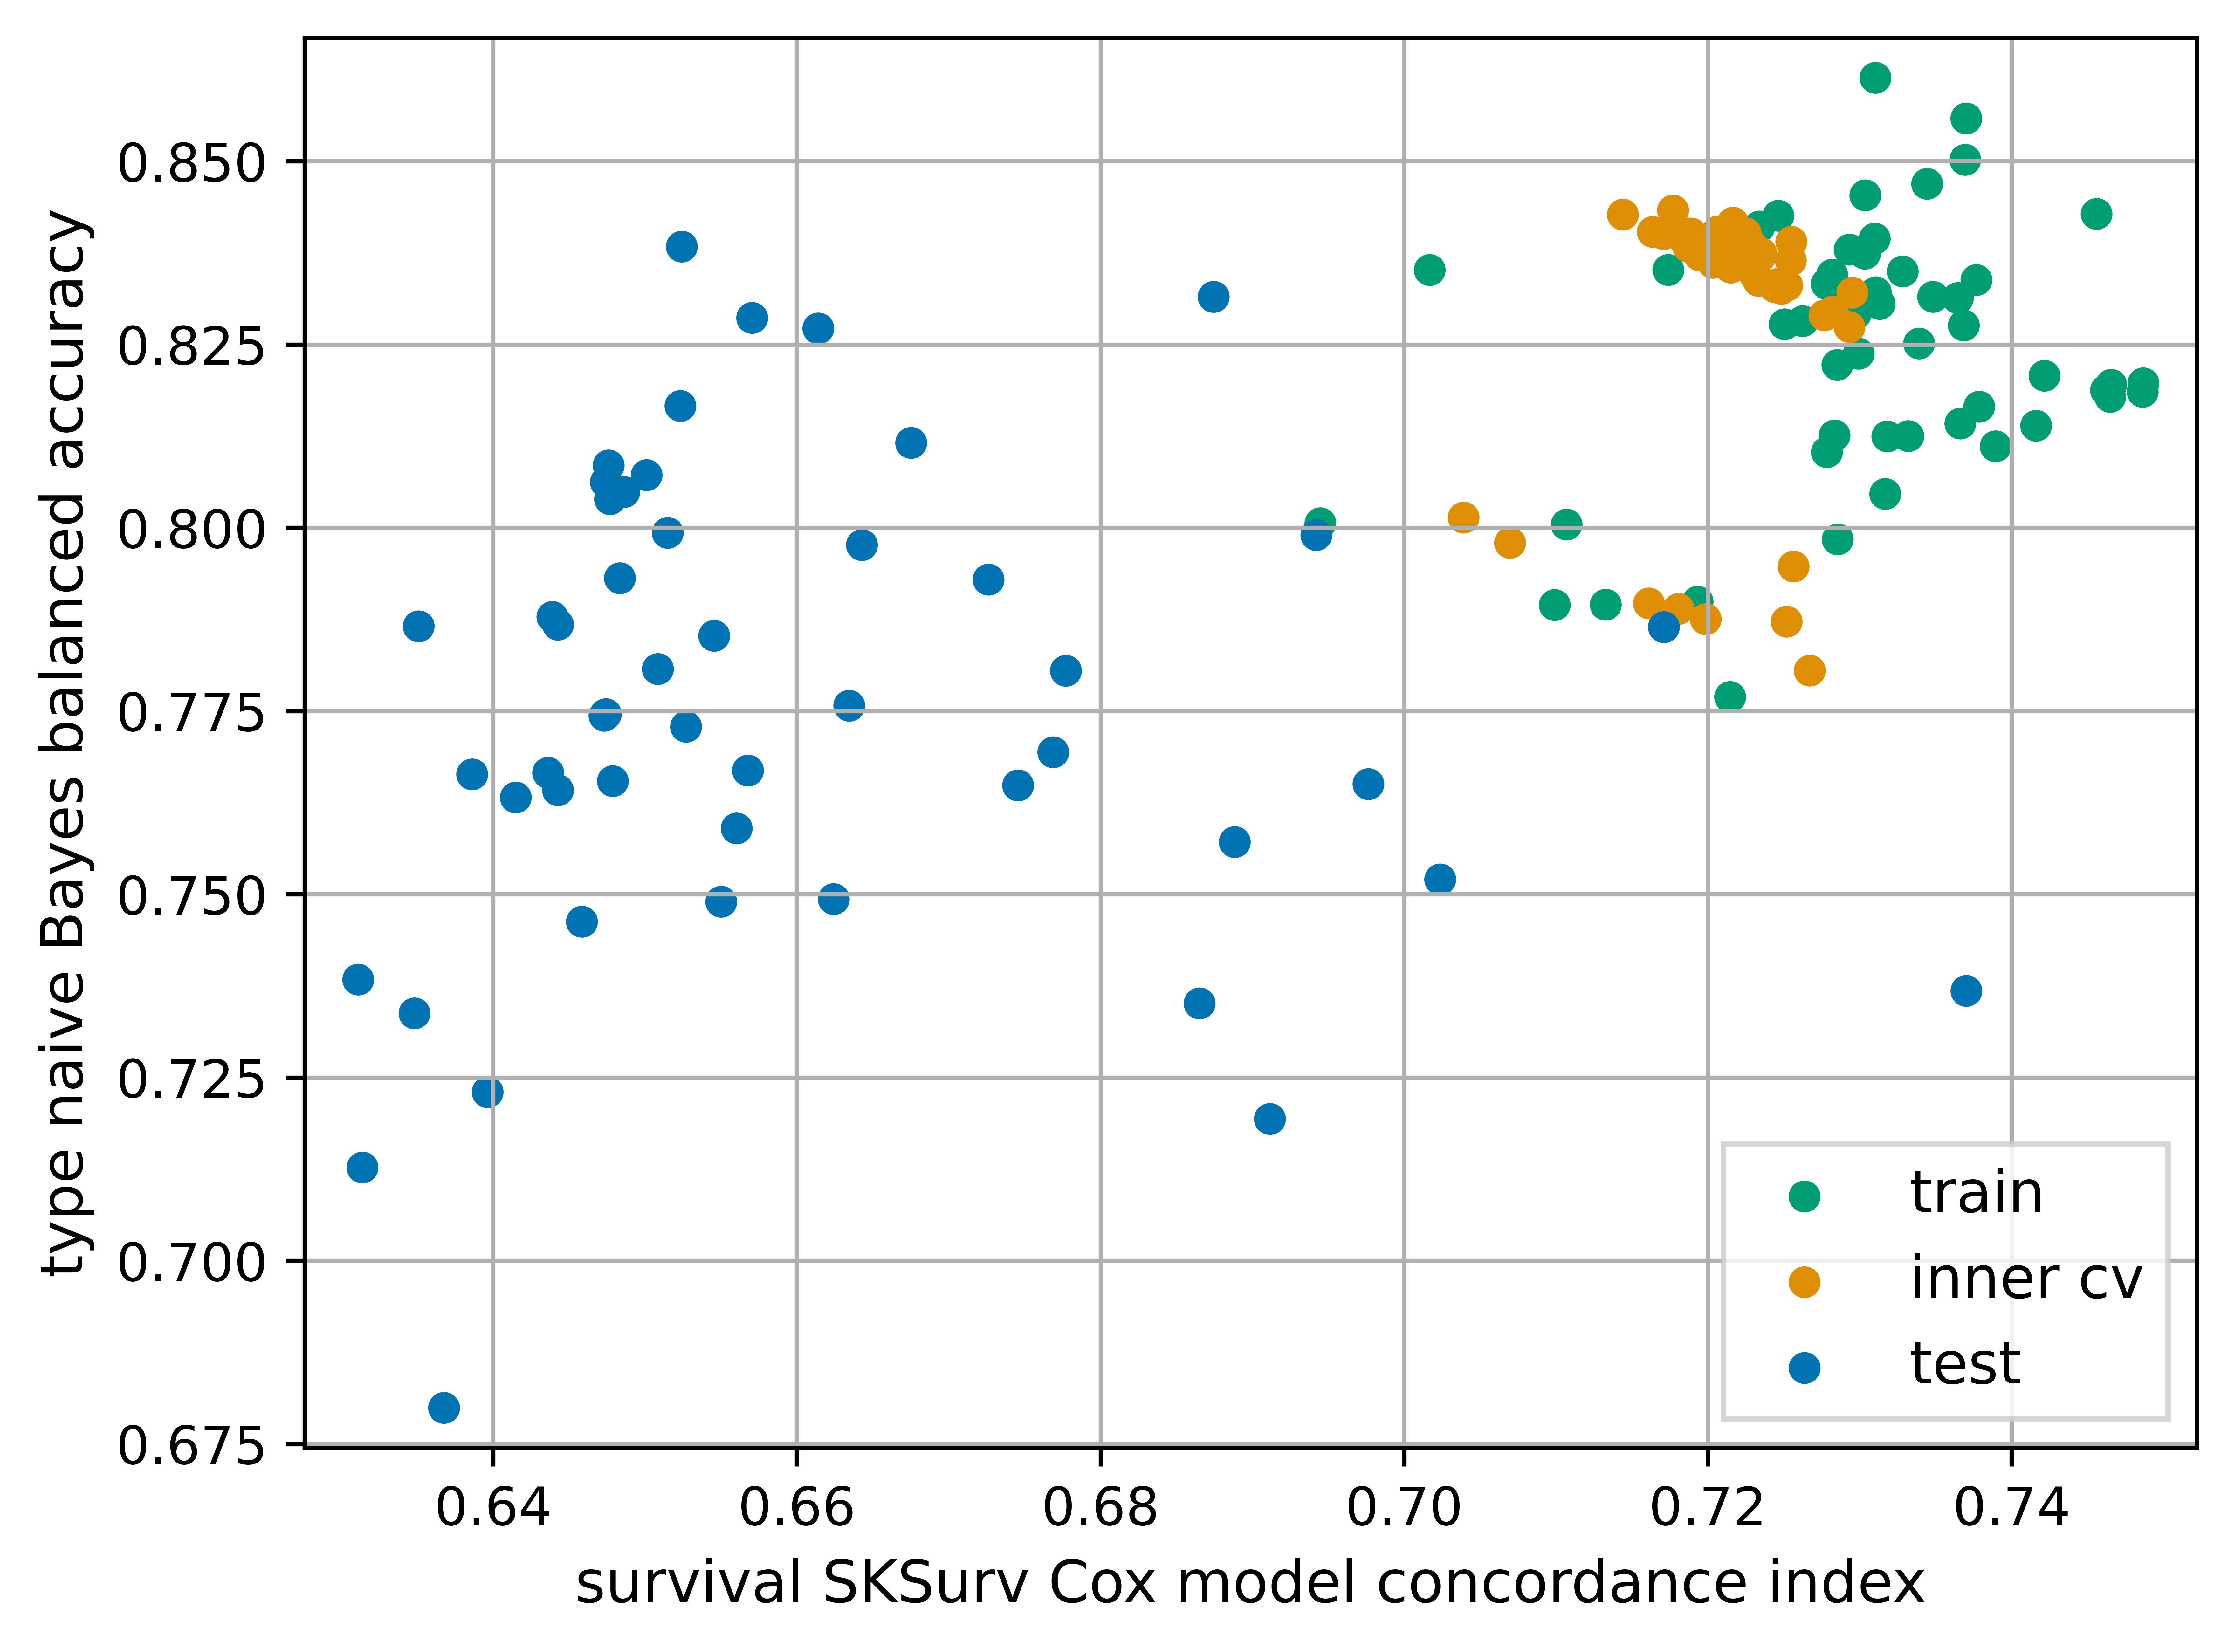 type naive Bayes balanced accuracy
0.850
0.825
0.800
0.775
0.750
0.725
0.700
0.675
0.64 0.66 0.68 0.70 0.72 0.74
survival SKSurv Cox model concordance index
train
inner cv
test